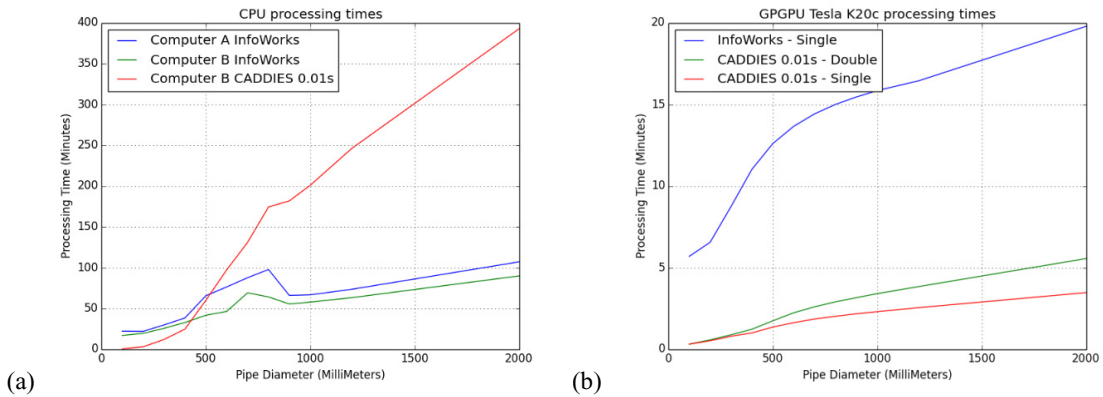 CPU processing times
Computer A InfoWorks
Computer B InfoWorks
Computer B CADDIES 0.01s
Processing Time (Minutes)
400
350
300
250
200
150
100
50
0
0 500 1000 1500 2000
Pipe Diameter (MilliMeters)
(a)
GPGPU Tesla K20c processing times
InfoWorks - Single
CADDIES 0.01s - Double
CADDIES 0.01s - Single
Processing Time (Minutes)
20
15
10
5
0
0 500 1000 1500 2000
Pipe Diameter (MilliMeters)
(b)